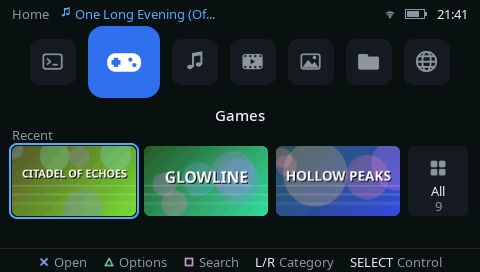 Home ♫ One Long Evening (Of... 21:41
Games
Recent
CITADEL OF ECHOES GLOWLINE HOLLOW PEAKS All
9
Open Options Search L/R Category SELECT Control